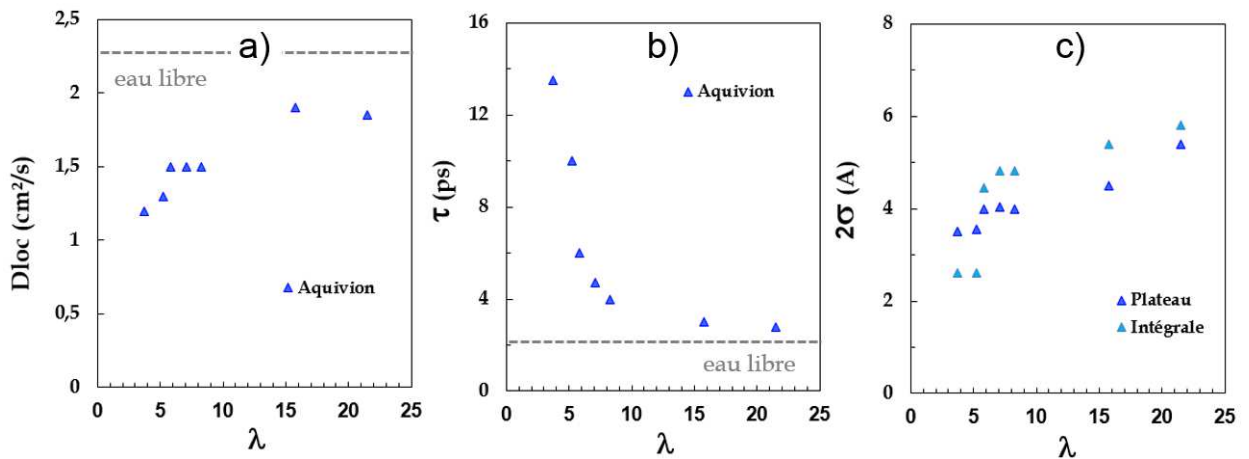 a)
2,5
2
1,5
1
0,5
0
eau libre
Aquivion
Dloc (cm²/s)
0 5 10 15 20 25
λ
b)
16
12
8
4
0
Aquivion
eau libre
τ (ps)
0 5 10 15 20 25
λ
c)
8
6
4
2
0
Plateau
Intégrale
2σ (A)
0 5 10 15 20 25
λ